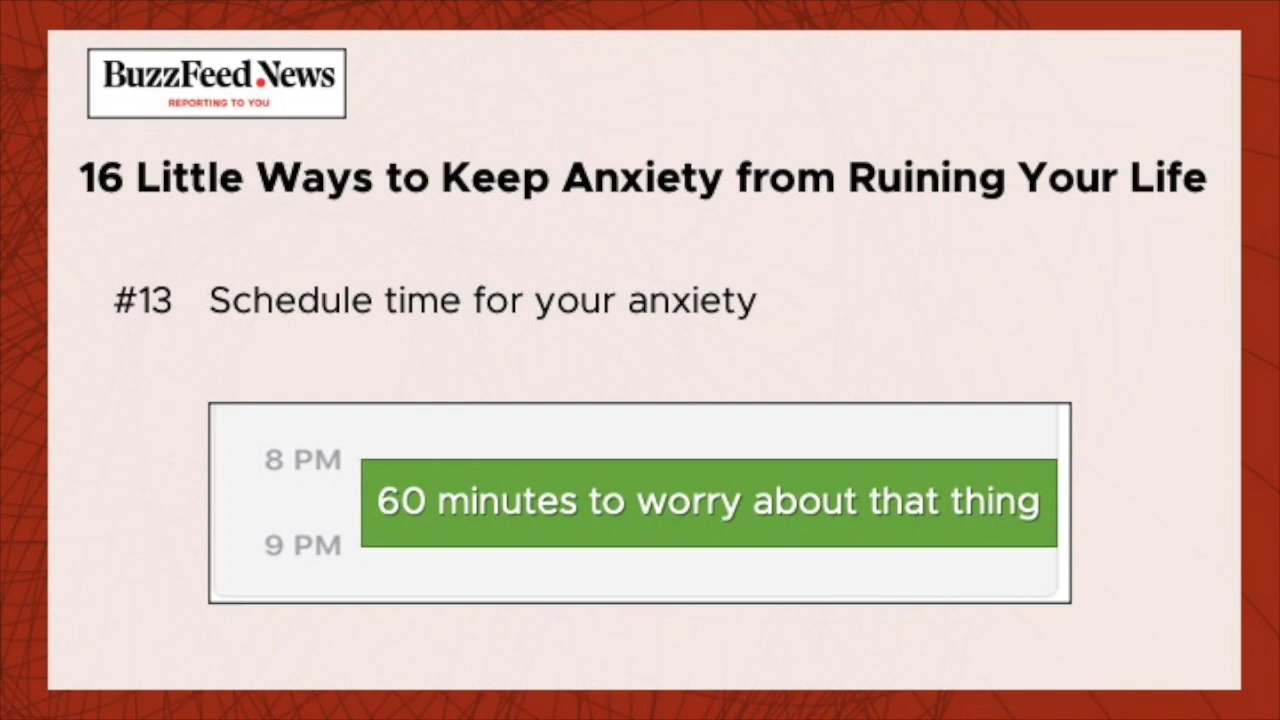 BuzzFeed News
REPORTING TO YOU
16 Little Ways to Keep Anxiety from Ruining Your Life
#13 Schedule time for your anxiety
8 PM
60 minutes to worry about that thing
9 PM